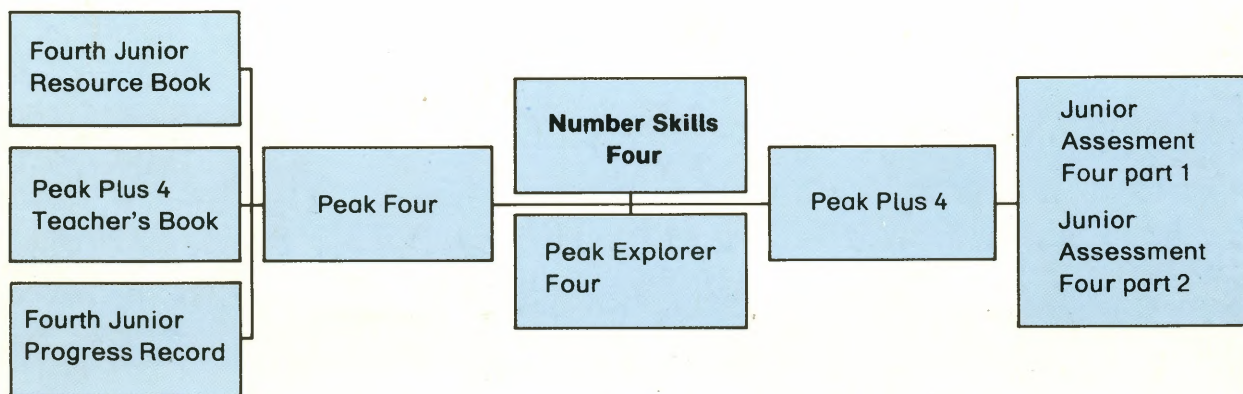 Fourth Junior
Resource Book
Peak Plus 4
Teacher's Book
Fourth Junior
Progress Record
Peak Four
Number Skills
Four
Peak Explorer
Four
Peak Plus 4
Junior
Assesment
Four part 1
Junior
Assessment
Four part 2